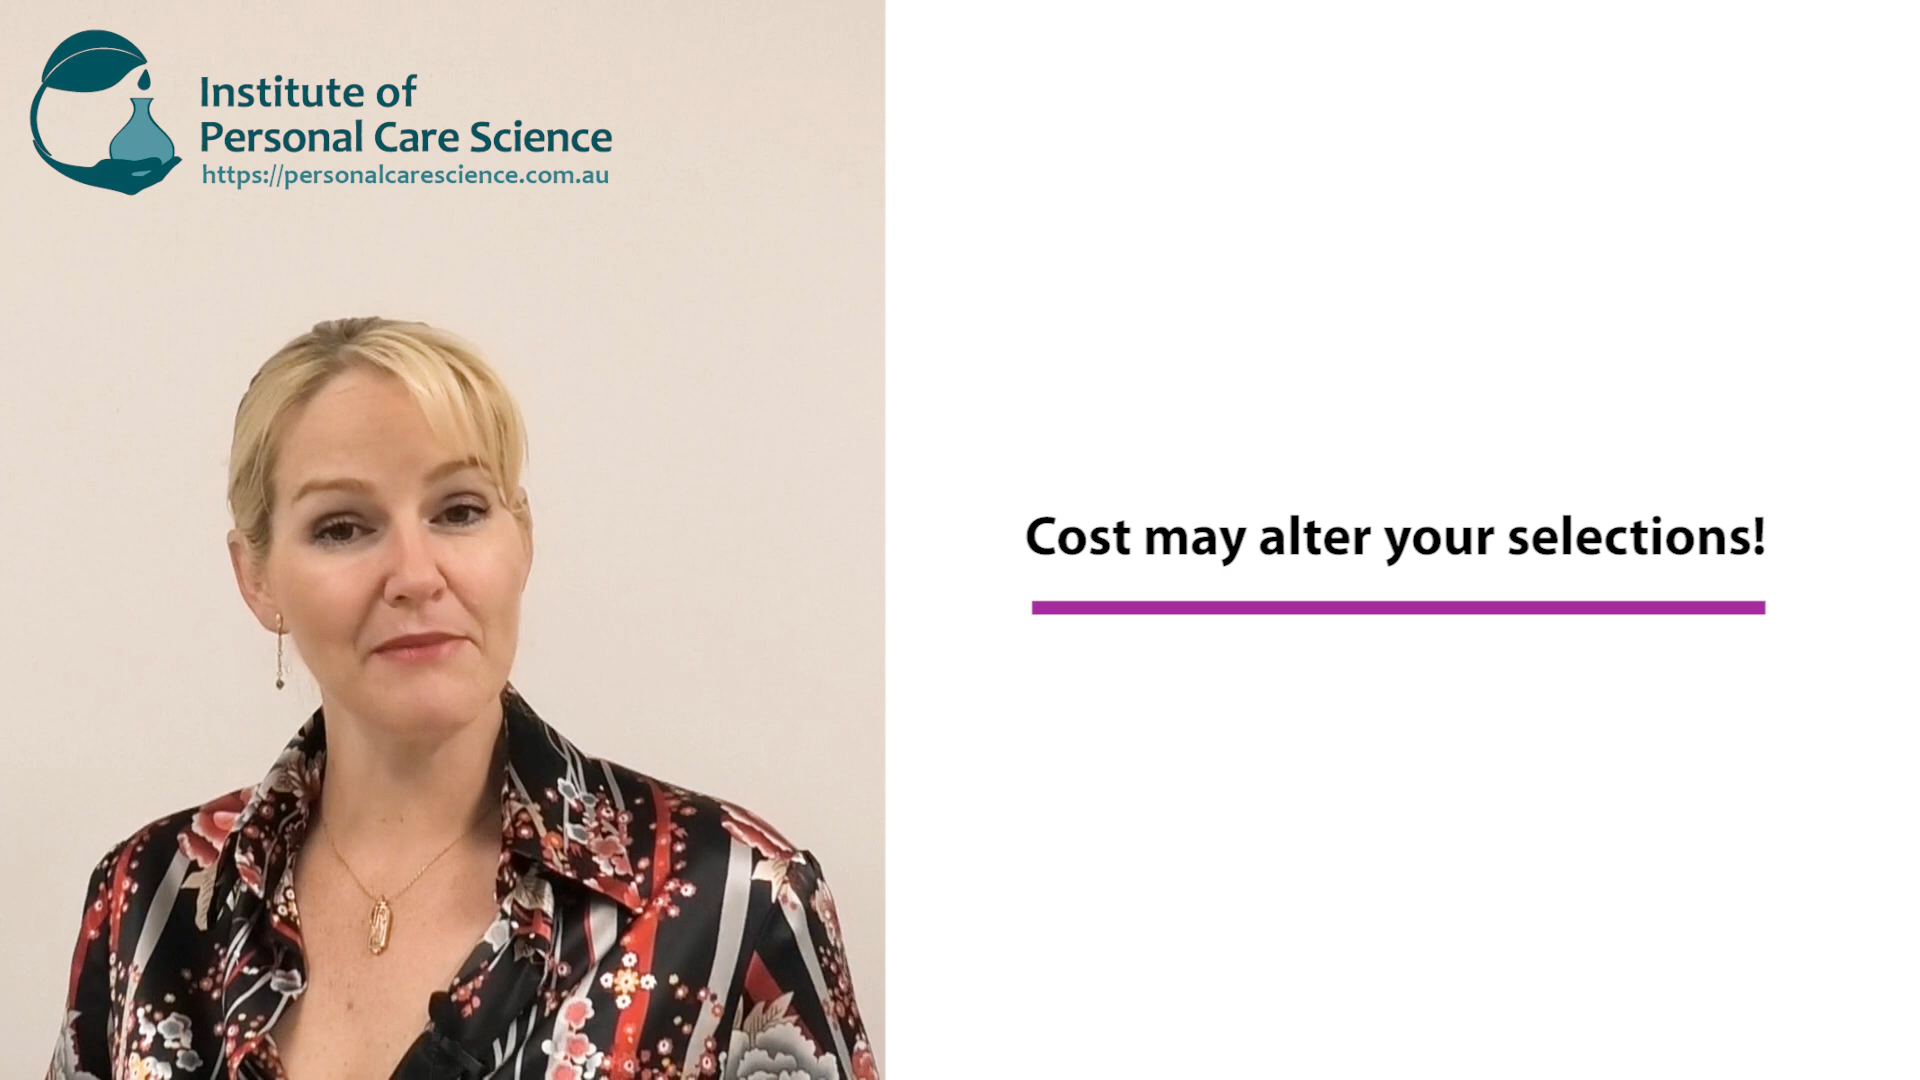 Institute of
Personal Care Science
https://personalcarescience.com.au
Cost may alter your selections!